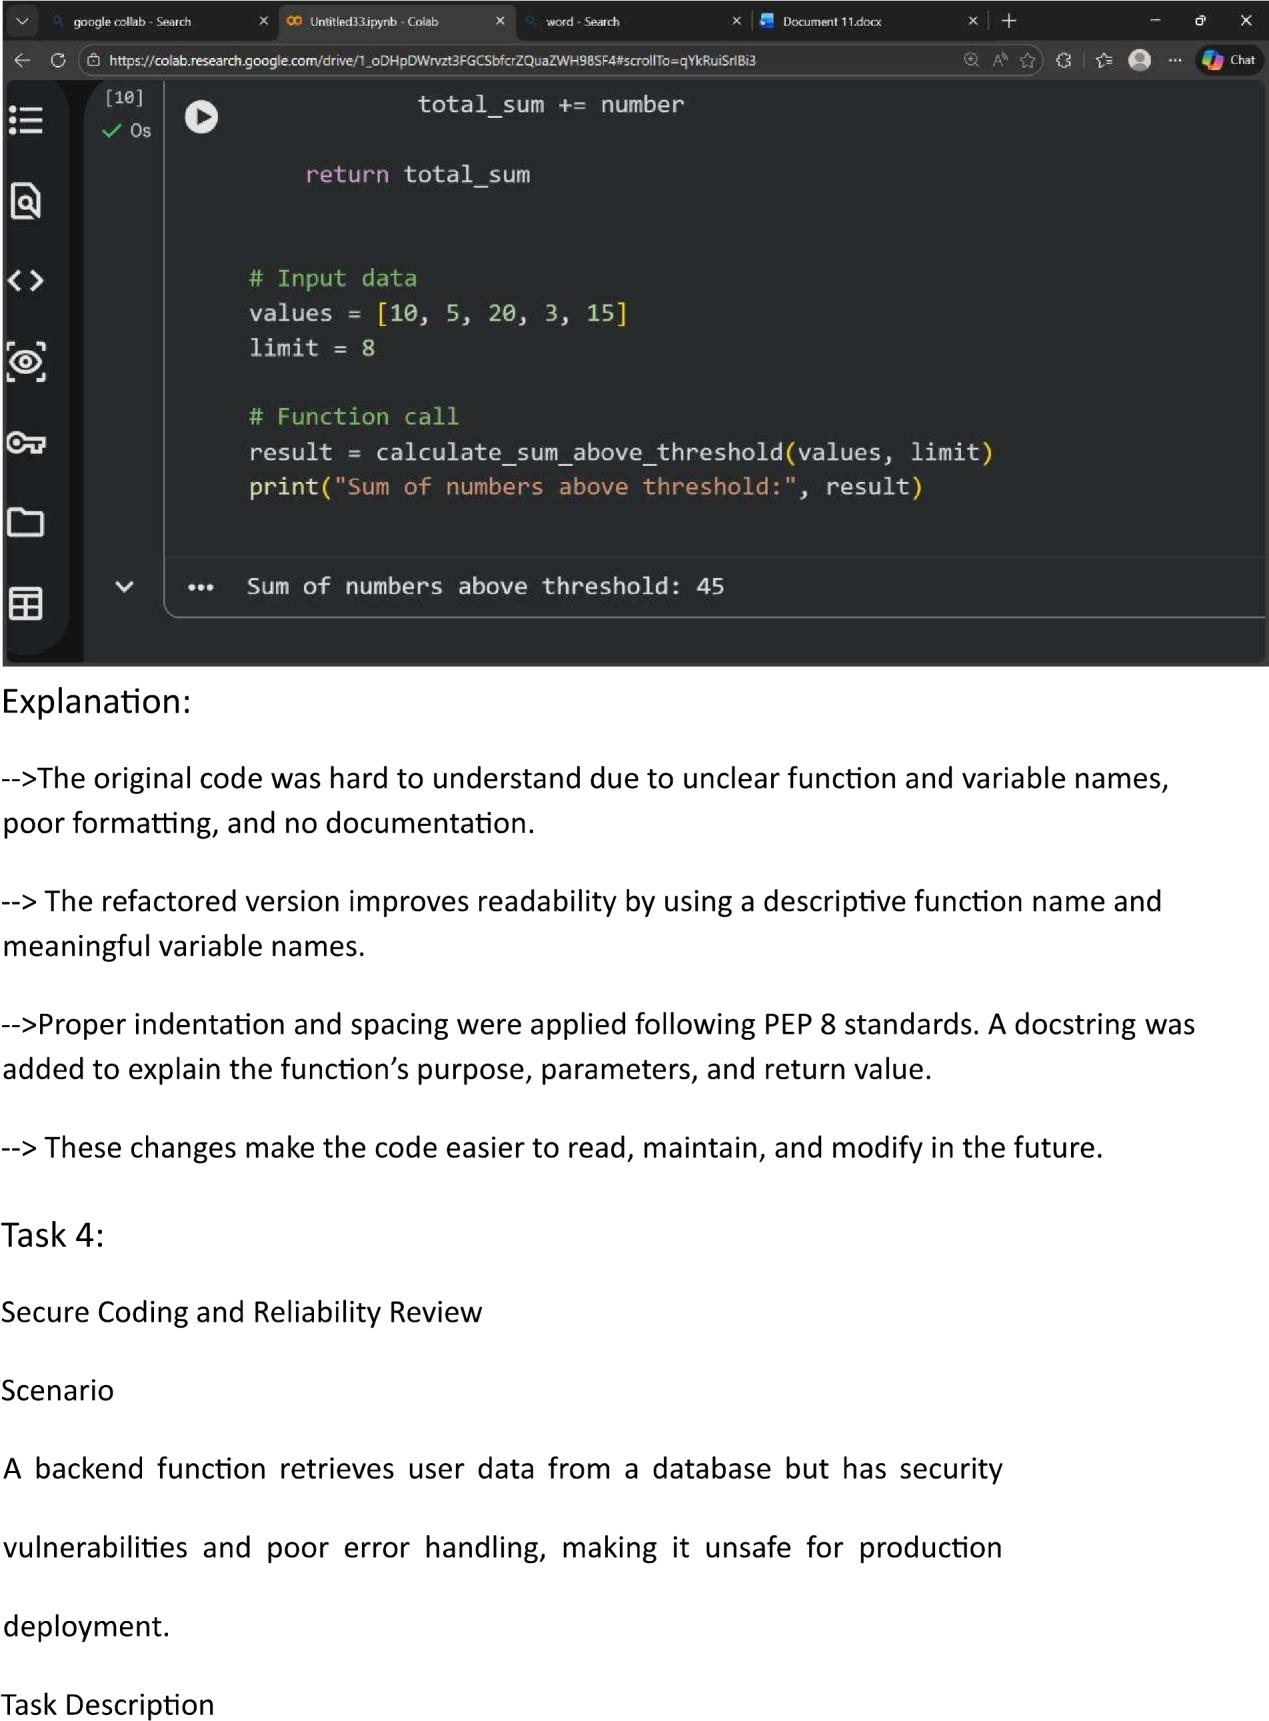 google collab - Search
Untitled33.ipynb - Colab
word - Search
Document 11.docx
https://colab.research.google.com/drive/1_oDHpDWrvzt3FGCSbfcrZQuaZWH98SF4#scrollTo=qYkRuiSrIBi3
Chat
[10]
0s
total_sum += number
return total_sum
# Input data
values = [10, 5, 20, 3, 15]
limit = 8
# Function call
result = calculate_sum_above_threshold(values, limit)
print("Sum of numbers above threshold:", result)
Sum of numbers above threshold: 45
Explanation:
-->The original code was hard to understand due to unclear function and variable names,
poor formatting, and no documentation.
--> The refactored version improves readability by using a descriptive function name and
meaningful variable names.
-->Proper indentation and spacing were applied following PEP 8 standards. A docstring was
added to explain the function’s purpose, parameters, and return value.
--> These changes make the code easier to read, maintain, and modify in the future.
Task 4:
Secure Coding and Reliability Review
Scenario
A backend function retrieves user data from a database but has security
vulnerabilities and poor error handling, making it unsafe for production
deployment.
Task Description